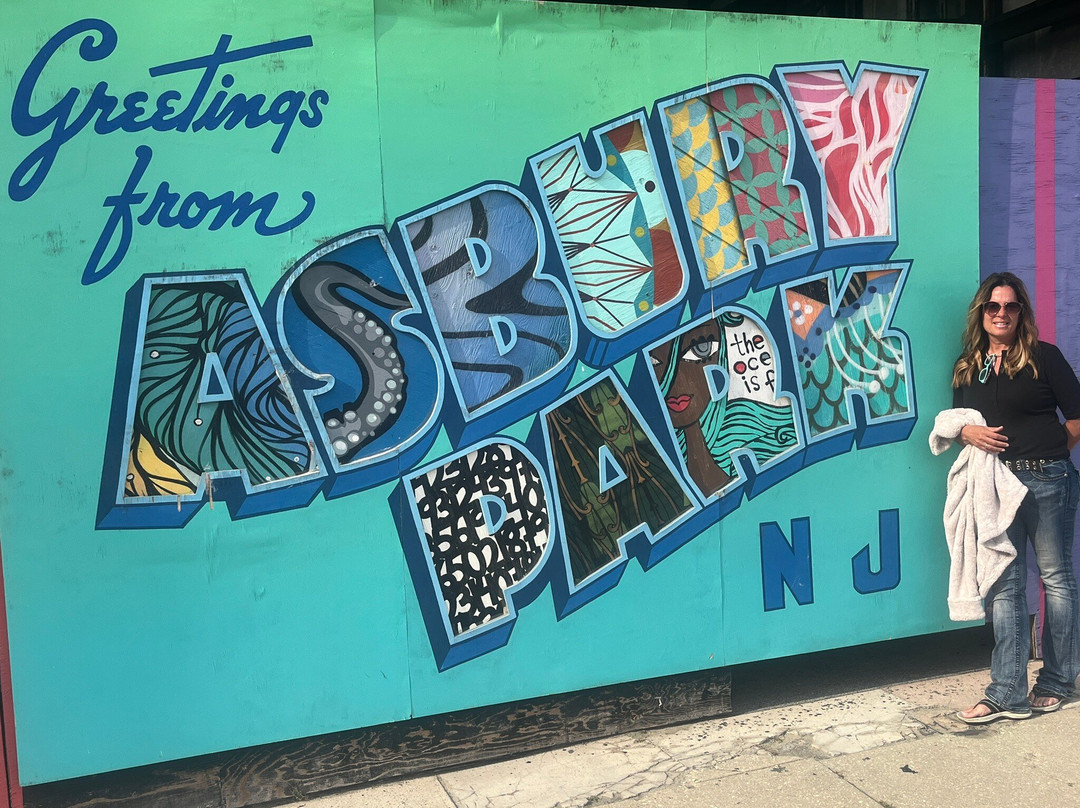 Greetings
from
ASBURY
PARK
the
oce
is f
NJ